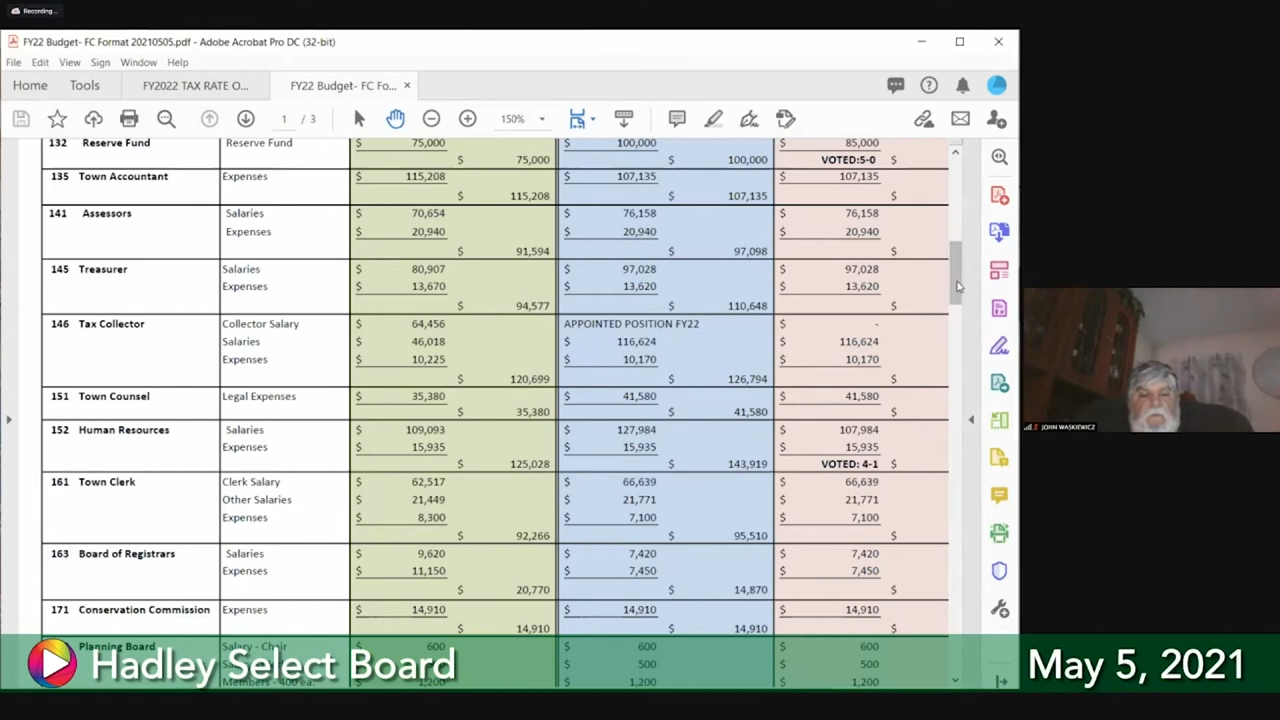 Recording...
FY22 Budget- FC Format 20210505.pdf - Adobe Acrobat Pro DC (32-bit)
File Edit View Sign Window Help
Home Tools FY2022 TAX RATE O... FY22 Budget- FC Fo... ×
1 / 3 150%
132 Reserve Fund Reserve Fund $ 75,000 $ 100,000 $ 85,000
$ 75,000 $ 100,000 VOTED:5-0 $
135 Town Accountant Expenses $ 115,208 $ 107,135 $ 107,135
$ 115,208 $ 107,135 $
141 Assessors Salaries $ 70,654 $ 76,158 $ 76,158
Expenses $ 20,940 $ 20,940 $ 20,940
$ 91,594 $ 97,098 $
145 Treasurer Salaries $ 80,907 $ 97,028 $ 97,028
Expenses $ 13,670 $ 13,620 $ 13,620
$ 94,577 $ 110,648 $
146 Tax Collector Collector Salary $ 64,456 APPOINTED POSITION FY22 $ -
Salaries $ 46,018 $ 116,624 $ 116,624
Expenses $ 10,225 $ 10,170 $ 10,170
$ 120,699 $ 126,794 $
151 Town Counsel Legal Expenses $ 35,380 $ 41,580 $ 41,580
$ 35,380 $ 41,580 $
152 Human Resources Salaries $ 109,093 $ 127,984 $ 107,984
Expenses $ 15,935 $ 15,935 $ 15,935
$ 125,028 $ 143,919 VOTED: 4-1 $
161 Town Clerk Clerk Salary $ 62,517 $ 66,639 $ 66,639
Other Salaries $ 21,449 $ 21,771 $ 21,771
Expenses $ 8,300 $ 7,100 $ 7,100
$ 92,266 $ 95,510 $
163 Board of Registrars Salaries $ 9,620 $ 7,420 $ 7,420
Expenses $ 11,150 $ 7,450 $ 7,450
$ 20,770 $ 14,870 $
171 Conservation Commission Expenses $ 14,910 $ 14,910 $ 14,910
$ 14,910 $ 14,910 $
Planning Board Salary - Chair $ 600 $ 600 $ 600
$ 500 $ 500
Members - 400 ea. $ 1,200 $ 1,200 $ 1,200
JOHN WASKIEWICZ
Hadley Select Board
May 5, 2021